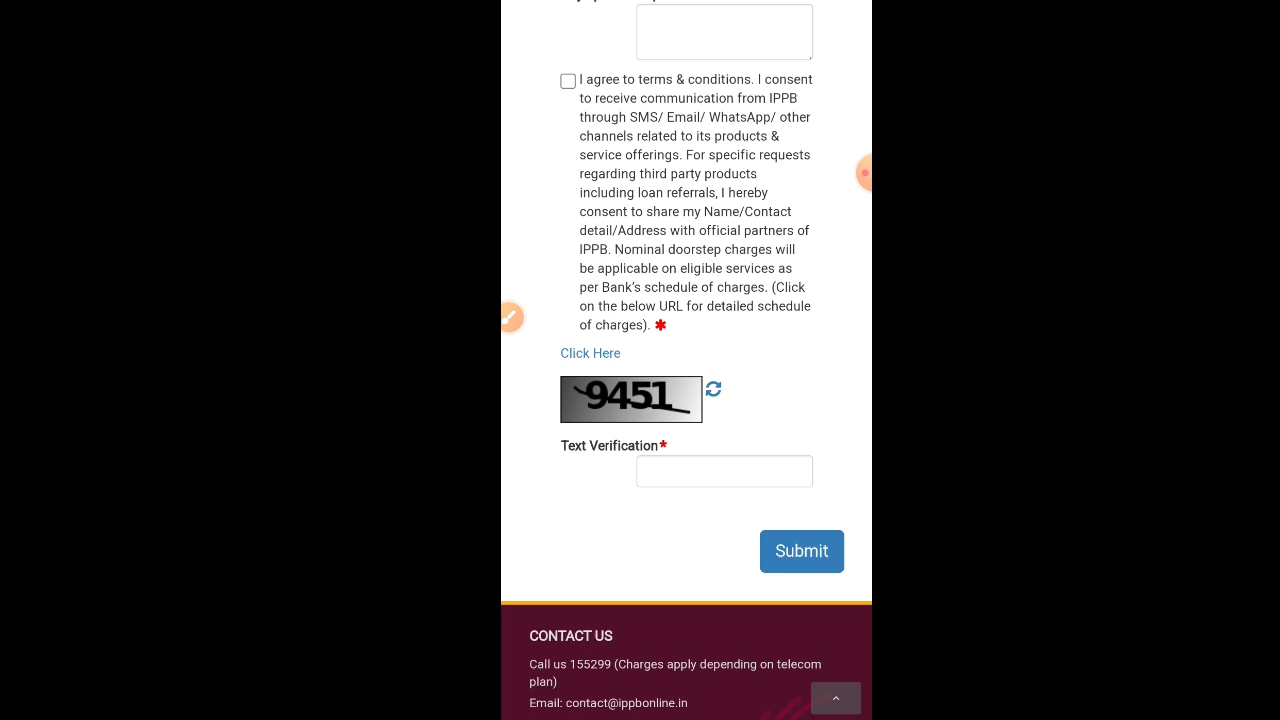 I agree to terms & conditions. I consent
to receive communication from IPPB
through SMS/ Email/ WhatsApp/ other
channels related to its products &
service offerings. For specific requests
regarding third party products
including loan referrals, I hereby
consent to share my Name/Contact
detail/Address with official partners of
IPPB. Nominal doorstep charges will
be applicable on eligible services as
per Bank’s schedule of charges. (Click
on the below URL for detailed schedule
of charges). ✱
Click Here
9451
Text Verification*
Submit
CONTACT US
Call us 155299 (Charges apply depending on telecom
plan)
Email: contact@ippbonline.in